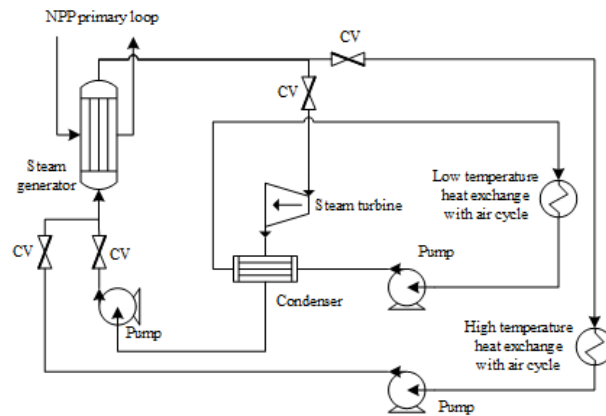 NPP primary loop
CV
CV
Steam
generator
Low temperature
heat exchange
with air cycle
Steam turbine
CV
CV
Pump
Condenser
Pump
High temperature
heat exchange
with air cycle
Pump